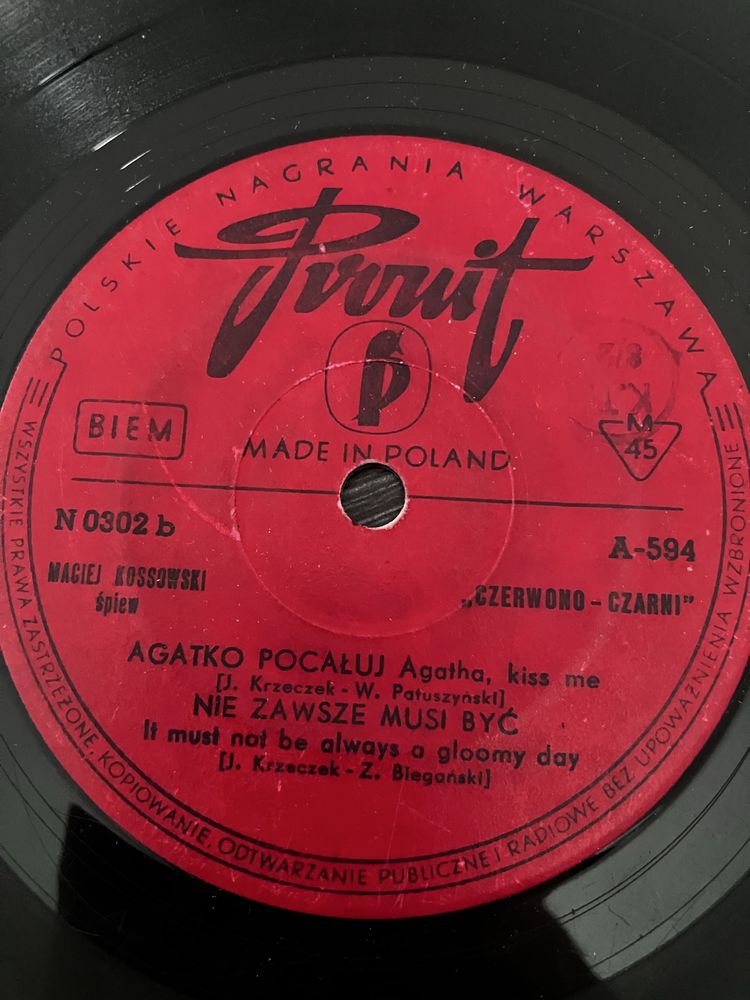 POLSKIE NAGRANIA WARSZAWA
Pronit
BIEM
MADE IN POLAND
M
45
N 0302 b
A-594
MACIEJ KOSSOWSKI
śpiew
„CZERWONO-CZARNI”
AGATKO POCAŁUJ Agatha, kiss me
[J. Krzeczek - W. Patuszyński]
NIE ZAWSZE MUSI BYĆ
It must not be always a gloomy day
[J. Krzeczek - Z. Biegański]
WSZYSTKIE PRAWA ZASTRZEŻONE, KOPIOWANIE, ODTWARZANIE PUBLICZNE I RADIOWE BEZ UPOWAŻNIENIA WZBRONIONE